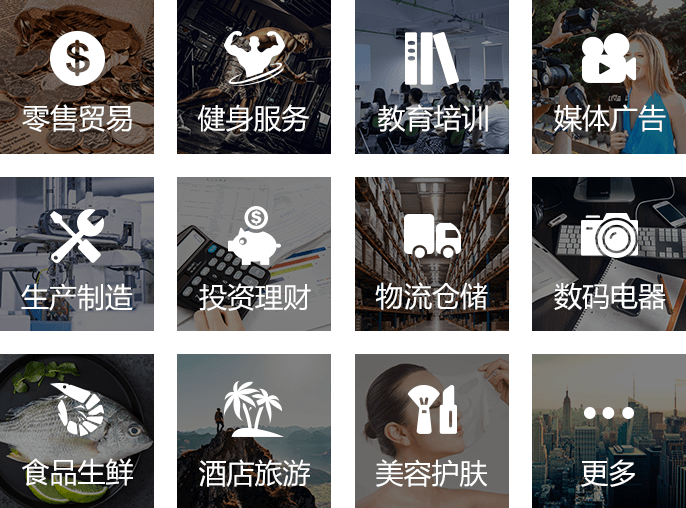 零售贸易
健身服务
教育培训
媒体广告
生产制造
投资理财
物流仓储
数码电器
食品生鲜
酒店旅游
美容护肤
更多